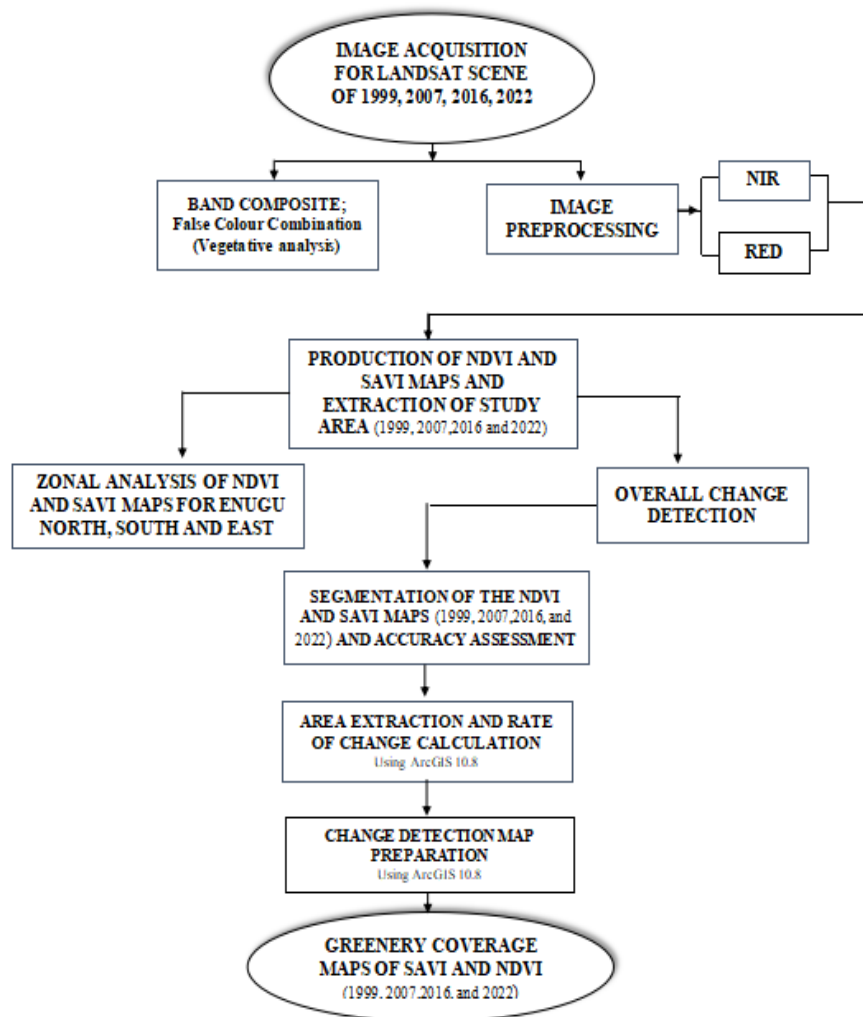 IMAGE ACQUISITION
FOR LANDSAT SCENE
OF 1999, 2007, 2016, 2022
BAND COMPOSITE;
False Colour Combination
(Vegetative analysis)
IMAGE
PREPROCESSING
NIR
RED
PRODUCTION OF NDVI AND
SAVI MAPS AND
EXTRACTION OF STUDY
AREA (1999, 2007,2016 and 2022)
ZONAL ANALYSIS OF NDVI
AND SAVI MAPS FOR ENUGU
NORTH, SOUTH AND EAST
OVERALL CHANGE
DETECTION
SEGMENTATION OF THE NDVI
AND SAVI MAPS (1999, 2007,2016, and
2022) AND ACCURACY ASSESSMENT
AREA EXTRACTION AND RATE
OF CHANGE CALCULATION
Using ArcGIS 10.8
CHANGE DETECTION MAP
PREPARATION
Using ArcGIS 10.8
GREENERY COVERAGE
MAPS OF SAVI AND NDVI
(1999, 2007,2016, and 2022)